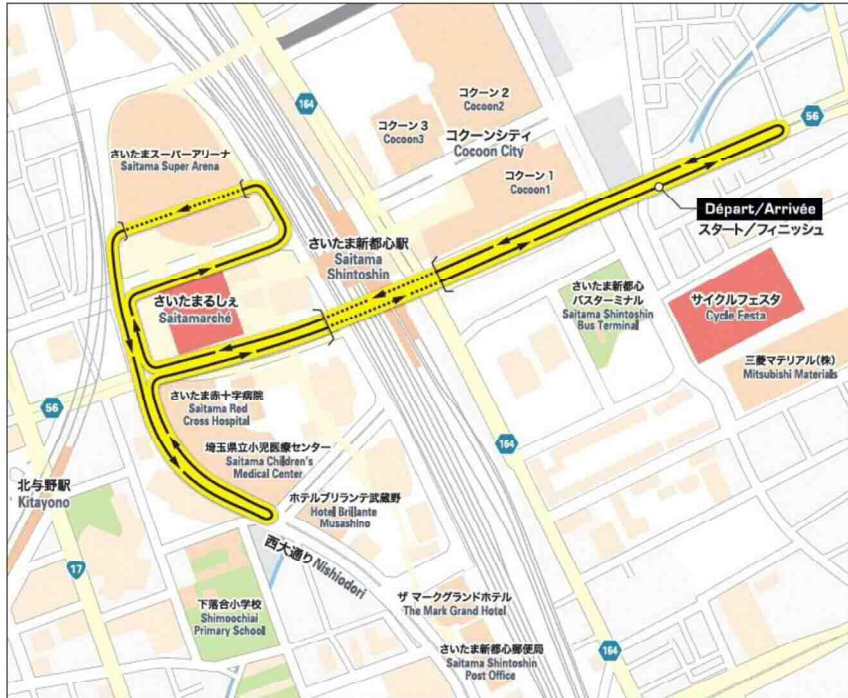 164
コクーン 2
Cocoon2
コクーン 3
Cocoon3
コクーンシティ
Cocoon City
56
さいたまスーパーアリーナ
Saitama Super Arena
コクーン 1
Cocoon1
Départ/Arrivée
スタート/フィニッシュ
さいたま新都心駅
Saitama
Shintoshin
さいたまるしぇ
Saitamarché
さいたま新都心
バスターミナル
Saitama Shintoshin
Bus Terminal
サイクルフェスタ
Cycle Festa
三菱マテリアル(株)
Mitsubishi Materials
56
さいたま赤十字病院
Saitama Red
Cross Hospital
164
埼玉県立小児医療センター
Saitama Children's
Medical Center
北与野駅
Kitayono
ホテルブリランテ武蔵野
Hotel Brillante
Musashino
西大通り Nishiodori
17
下落合小学校
Shimoochiai
Primary School
ザ マークグランドホテル
The Mark Grand Hotel
さいたま新都心郵便局
Saitama Shintoshin
Post Office
164